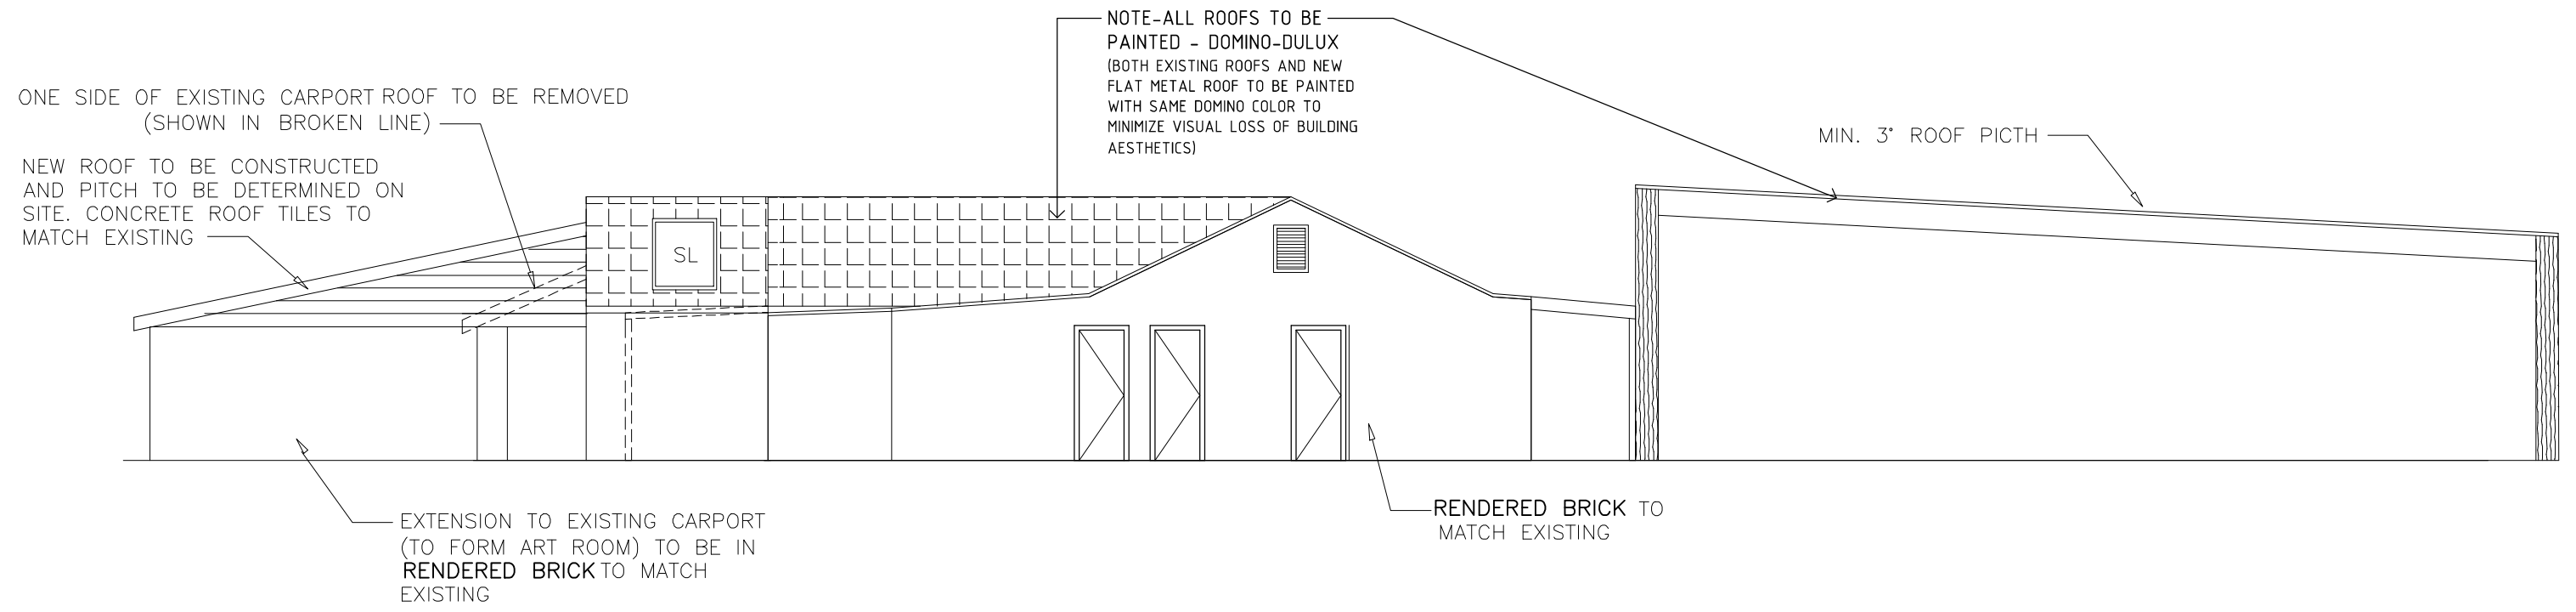 NOTE-ALL ROOFS TO BE
PAINTED - DOMINO-DULUX
(BOTH EXISTING ROOFS AND NEW
FLAT METAL ROOF TO BE PAINTED
WITH SAME DOMINO COLOR TO
MINIMIZE VISUAL LOSS OF BUILDING
AESTHETICS)
ONE SIDE OF EXISTING CARPORT ROOF TO BE REMOVED
(SHOWN IN BROKEN LINE)
NEW ROOF TO BE CONSTRUCTED
AND PITCH TO BE DETERMINED ON
SITE. CONCRETE ROOF TILES TO
MATCH EXISTING
MIN. 3° ROOF PICTH
SL
RENDERED BRICK TO
MATCH EXISTING
EXTENSION TO EXISTING CARPORT
(TO FORM ART ROOM) TO BE IN
RENDERED BRICK TO MATCH
EXISTING